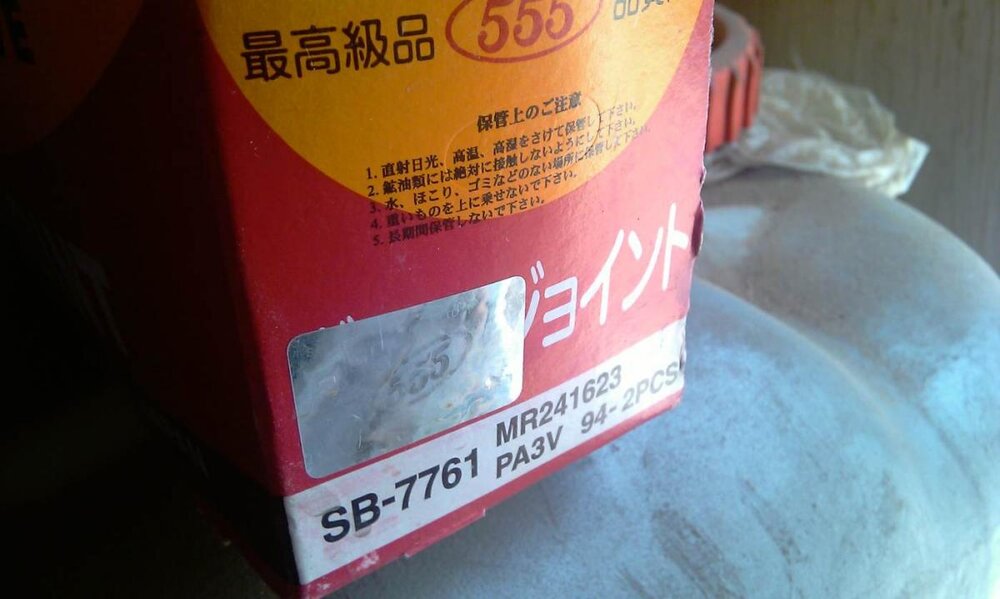 最高級品
555
保管上のご注意
1. 直射日光、高温、高湿をさけて保管して下さい。
2. 鉱油類には絶対に接触しないようにして下さい。
3. 水、ほこり、ゴミなどのない場所に保管して下さい。
4. 重いものを上に乗せないで下さい。
5. 長期間保管しないで下さい。
ジョイント
555
MR241623
SB-7761 PA3V 94- 2PCS